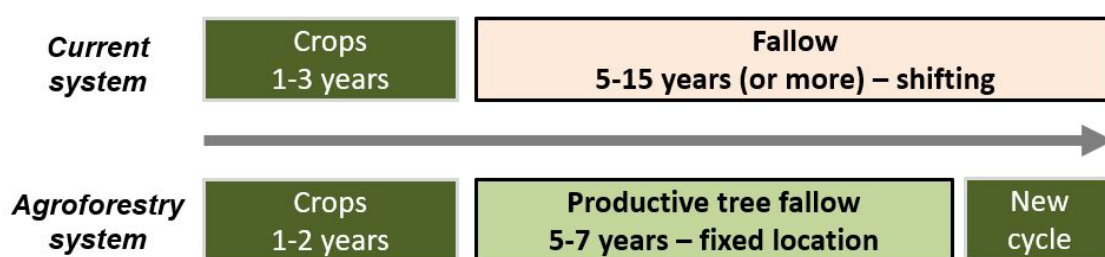 Current
system
Crops
1-3 years
Fallow
5-15 years (or more) – shifting
Agroforestry
system
Crops
1-2 years
Productive tree fallow
5-7 years – fixed location
New
cycle